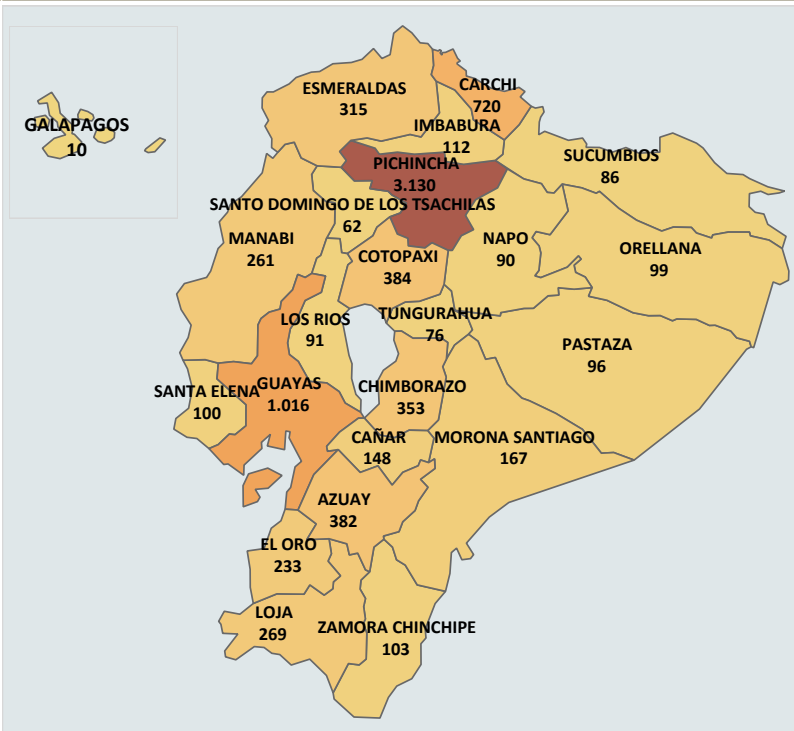 ESMERALDAS
315
CARCHI
720
IMBABURA
112
GALAPAGOS
10
SUCUMBIOS
86
PICHINCHA
3.130
SANTO DOMINGO DE LOS TSACHILAS
62
MANABI
261
NAPO
90
ORELLANA
99
COTOPAXI
384
LOS RIOS
91
TUNGURAHUA
76
PASTAZA
96
SANTA ELENA
100
GUAYAS
1.016
CHIMBORAZO
353
CAÑAR
148
MORONA SANTIAGO
167
AZUAY
382
EL ORO
233
LOJA
269
ZAMORA CHINCHIPE
103